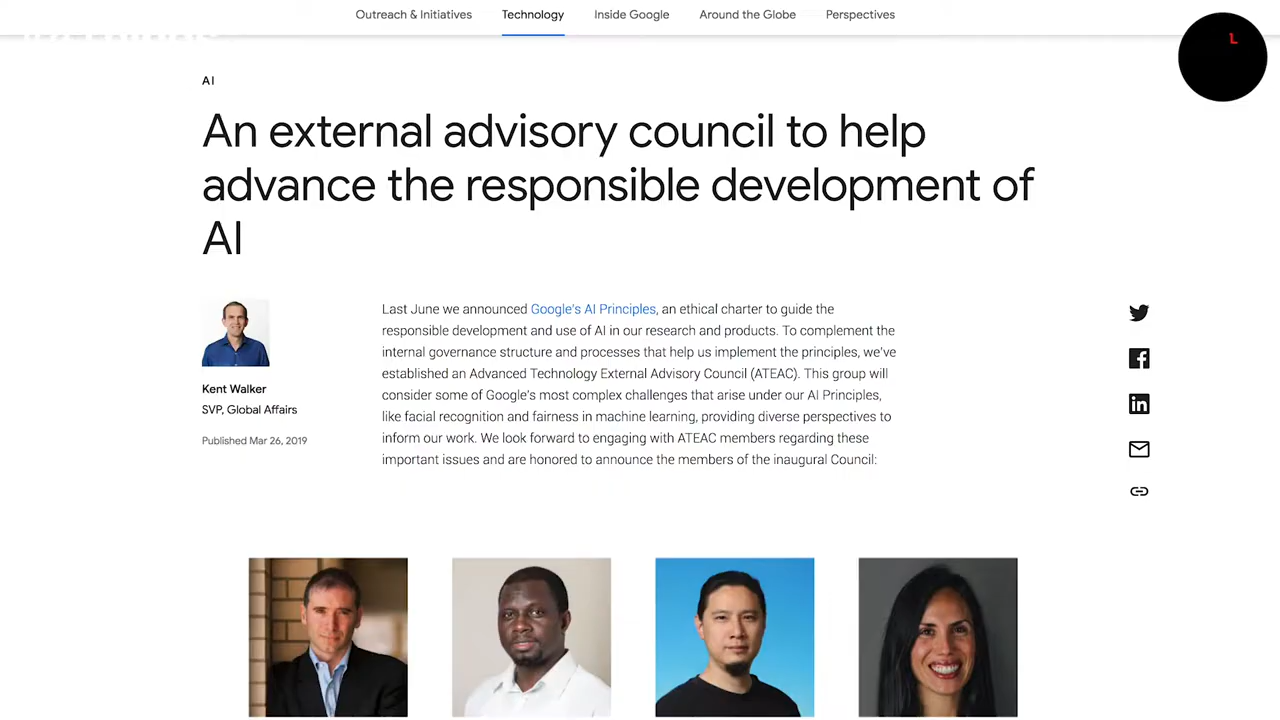 Outreach & Initiatives Technology Inside Google Around the Globe Perspectives
AI
An external advisory council to help
advance the responsible development of
AI
Kent Walker
SVP, Global Affairs
Published Mar 26, 2019
Last June we announced Google's AI Principles, an ethical charter to guide the
responsible development and use of AI in our research and products. To complement the
internal governance structure and processes that help us implement the principles, we've
established an Advanced Technology External Advisory Council (ATEAC). This group will
consider some of Google's most complex challenges that arise under our AI Principles,
like facial recognition and fairness in machine learning, providing diverse perspectives to
inform our work. We look forward to engaging with ATEAC members regarding these
important issues and are honored to announce the members of the inaugural Council: